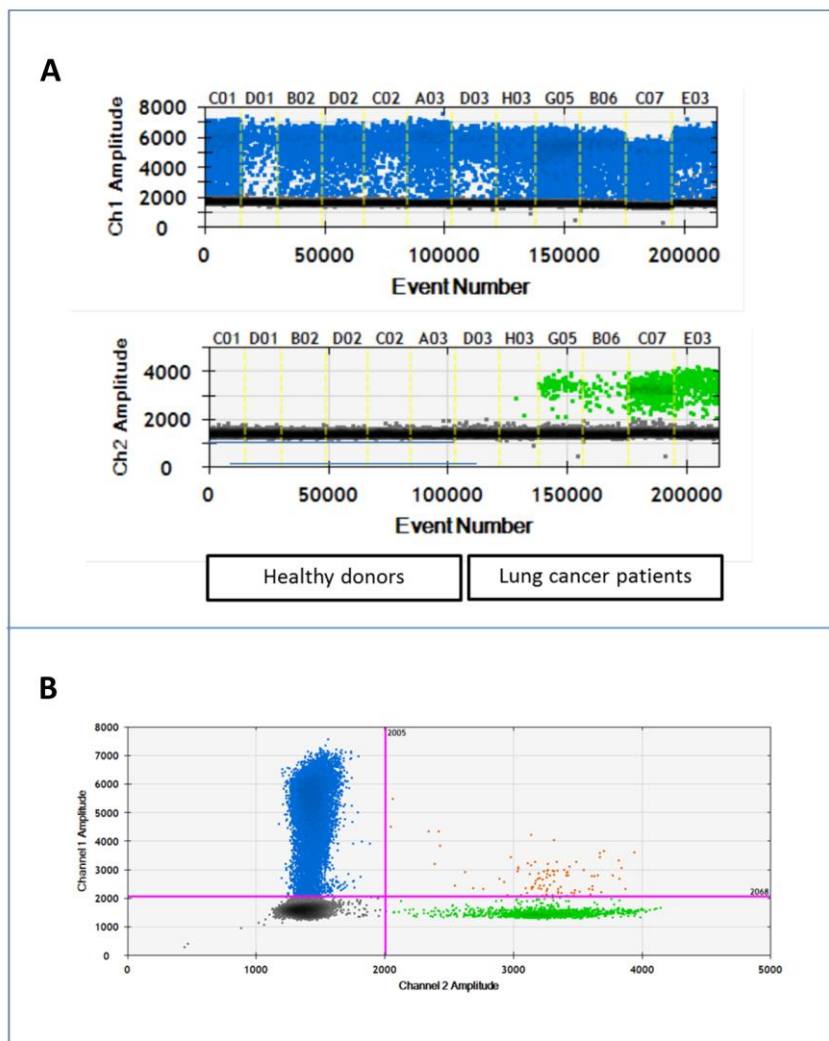 A
C01 D01 B02 D02 C02 A03 D03 H03 G05 B06 C07 E03
8000
6000
4000
2000
0
Ch1 Amplitude
0 50000 100000 150000 200000
Event Number
C01 D01 B02 D02 C02 A03 D03 H03 G05 B06 C07 E03
4000
2000
0
Ch2 Amplitude
0 50000 100000 150000 200000
Event Number
Healthy donors Lung cancer patients
B
8000
7000
6000
5000
4000
3000
2000
1000
0
Channel 1 Amplitude
2005
2068
0 1000 2000 3000 4000 5000
Channel 2 Amplitude